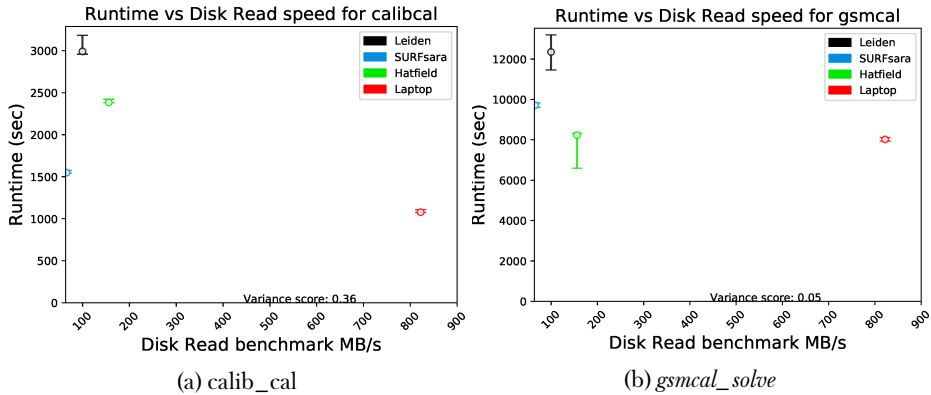 Runtime vs Disk Read speed for calibcal
Leiden
SURFsara
Hatfield
Laptop
3000
2500
2000
1500
1000
500
0
Runtime (sec)
Variance score: 0.36
100
200
300
400
500
600
700
800
900
Disk Read benchmark MB/s
(a) calib_cal
Runtime vs Disk Read speed for gsmcal
Leiden
SURFsara
Hatfield
Laptop
12000
10000
8000
6000
4000
2000
0
Runtime (sec)
Variance score: 0.05
100
200
300
400
500
600
700
800
900
Disk Read benchmark MB/s
(b) gsmcal_solve